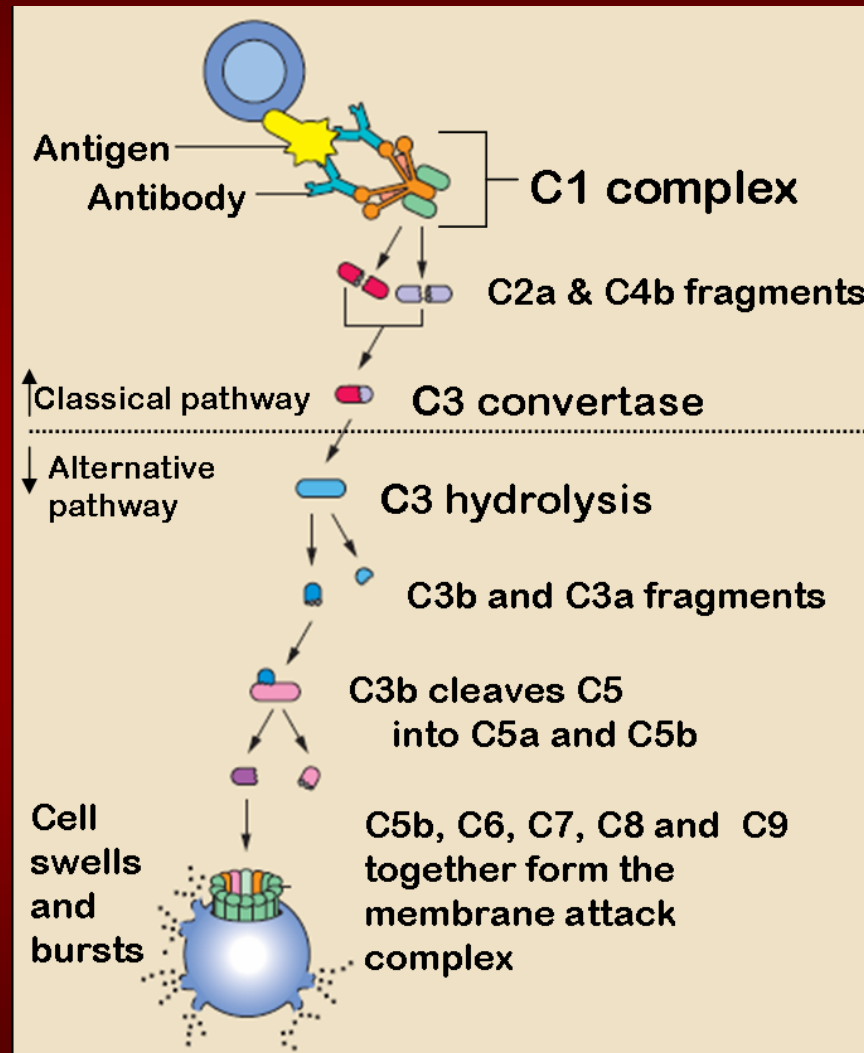 Antigen
Antibody
C1 complex
C2a & C4b fragments
Classical pathway
C3 convertase
Alternative
pathway
C3 hydrolysis
C3b and C3a fragments
C3b cleaves C5
into C5a and C5b
Cell
swells
and
bursts
C5b, C6, C7, C8 and C9
together form the
membrane attack
complex